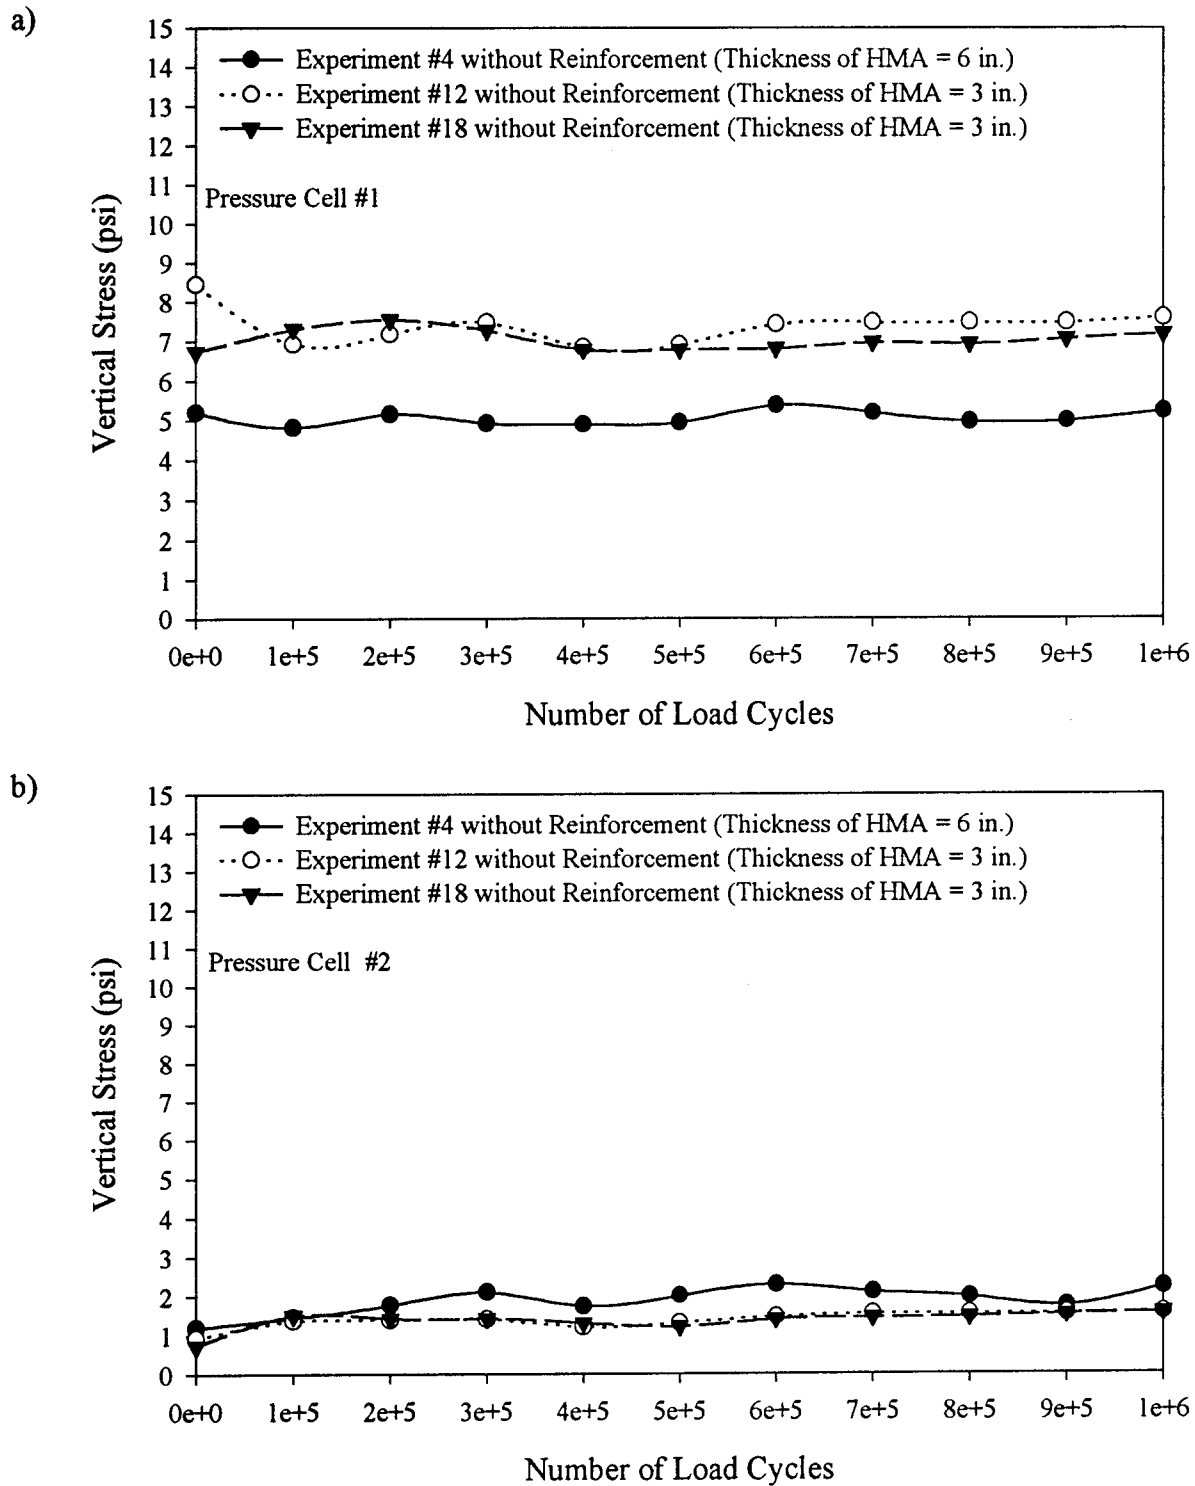 a)
15
14
13
12
11
10
9
8
7
6
5
4
3
2
1
0
Vertical Stress (psi)
Experiment #4 without Reinforcement (Thickness of HMA = 6 in.)
Experiment #12 without Reinforcement (Thickness of HMA = 3 in.)
Experiment #18 without Reinforcement (Thickness of HMA = 3 in.)
Pressure Cell #1
0e+0 1e+5 2e+5 3e+5 4e+5 5e+5 6e+5 7e+5 8e+5 9e+5 1e+6
Number of Load Cycles
b)
15
14
13
12
11
10
9
8
7
6
5
4
3
2
1
0
Vertical Stress (psi)
Experiment #4 without Reinforcement (Thickness of HMA = 6 in.)
Experiment #12 without Reinforcement (Thickness of HMA = 3 in.)
Experiment #18 without Reinforcement (Thickness of HMA = 3 in.)
Pressure Cell #2
0e+0 1e+5 2e+5 3e+5 4e+5 5e+5 6e+5 7e+5 8e+5 9e+5 1e+6
Number of Load Cycles